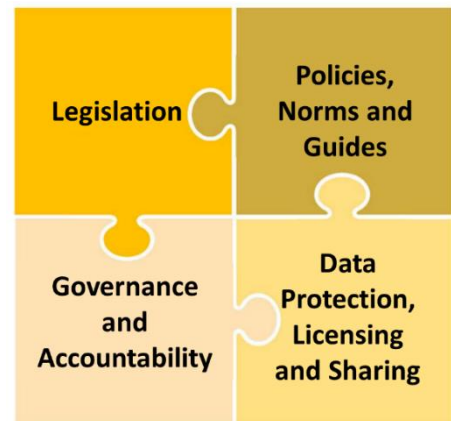 Legislation
Policies,
Norms and
Guides
Governance
and
Accountability
Data
Protection,
Licensing
and Sharing